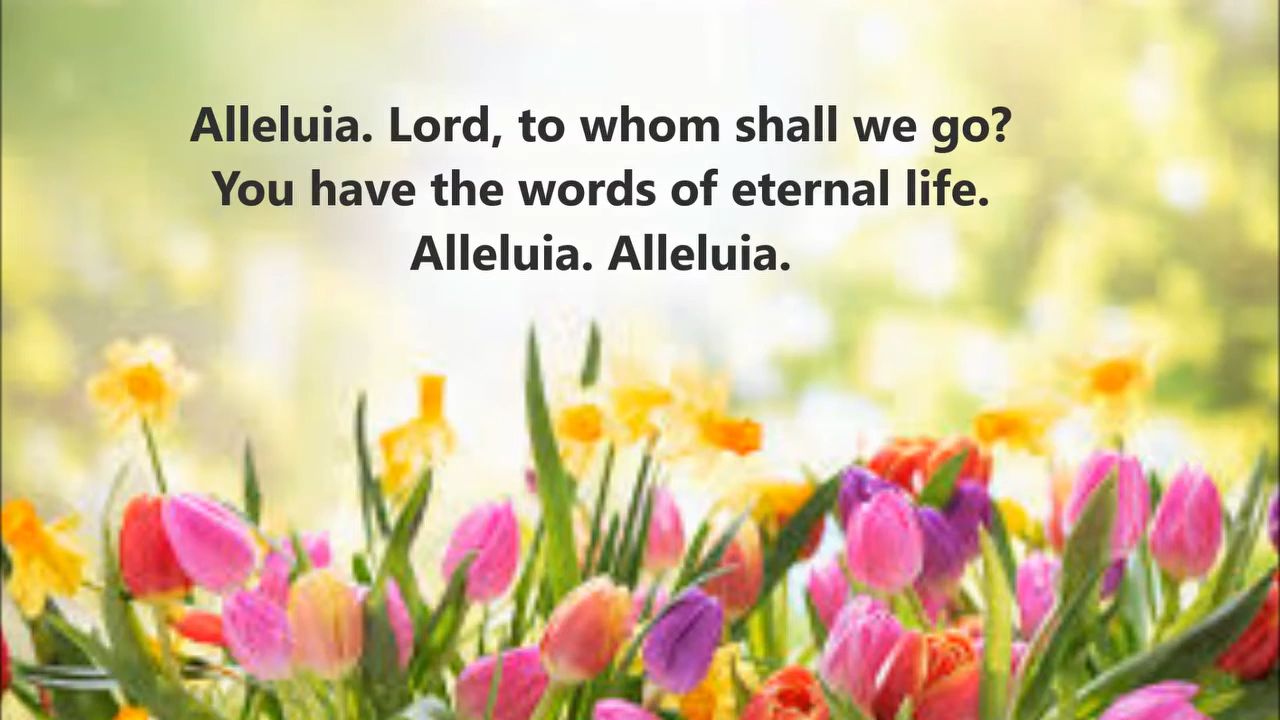 Alleluia. Lord, to whom shall we go?
You have the words of eternal life.
Alleluia. Alleluia.